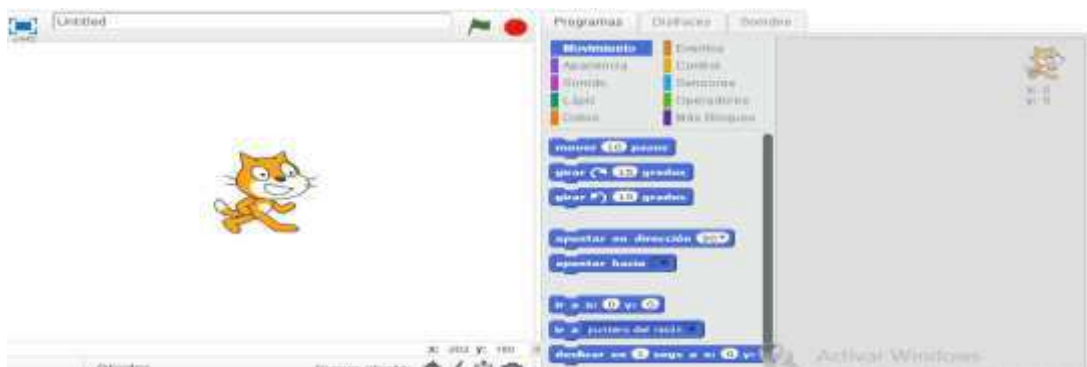 Untitled
Programas Disfraces Sonidos
Movimiento Eventos
Apariencia Control
Sonido Sensores
Lápiz Operadores
Datos Más Bloques
mover 10 pasos
girar 15 grados
girar 15 grados
apuntar en dirección 90
apuntar hacia
ir a x: 0 y: 0
ir a puntero del ratón
deslizar en 1 segs a x: 0 y:
x: y: 180
x: 0
y: 0
Activar Windows